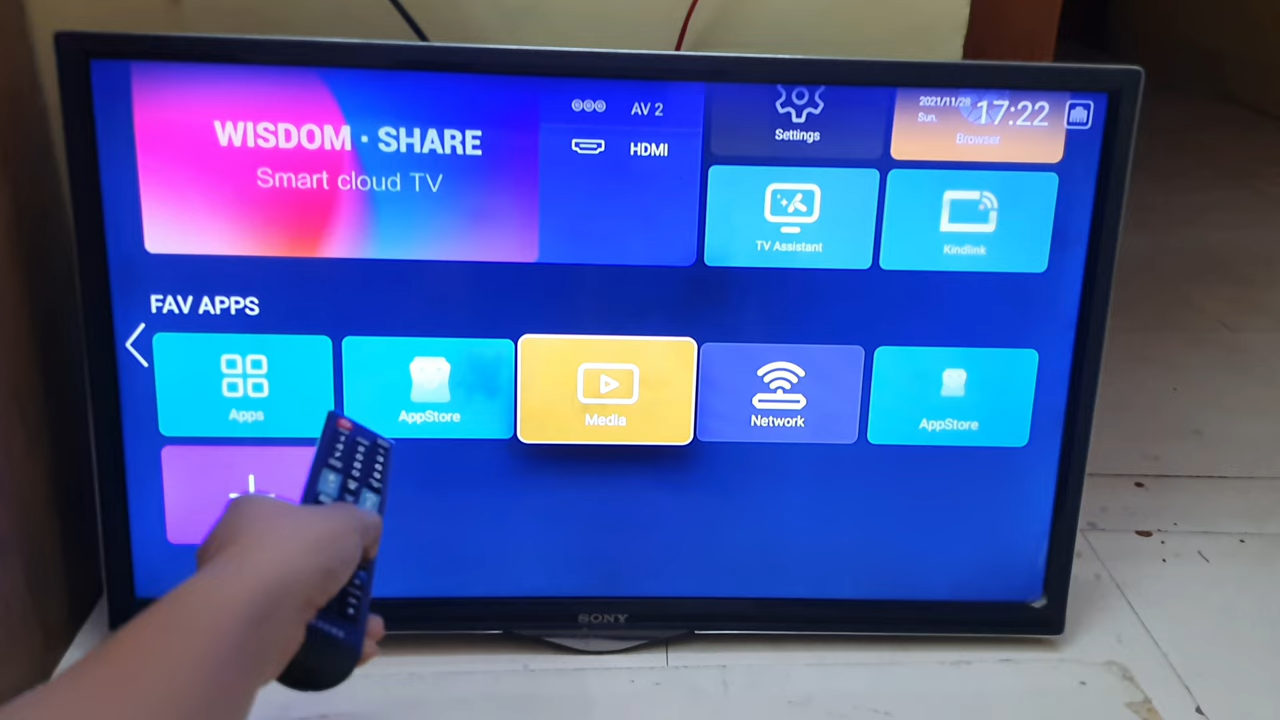 WISDOM · SHARE
Smart cloud TV
AV 2
HDMI
Settings
2021/11/28
Sun.
17:22
Browser
TV Assistant
Kindlink
FAV APPS
Apps
AppStore
Media
Network
AppStore
SONY